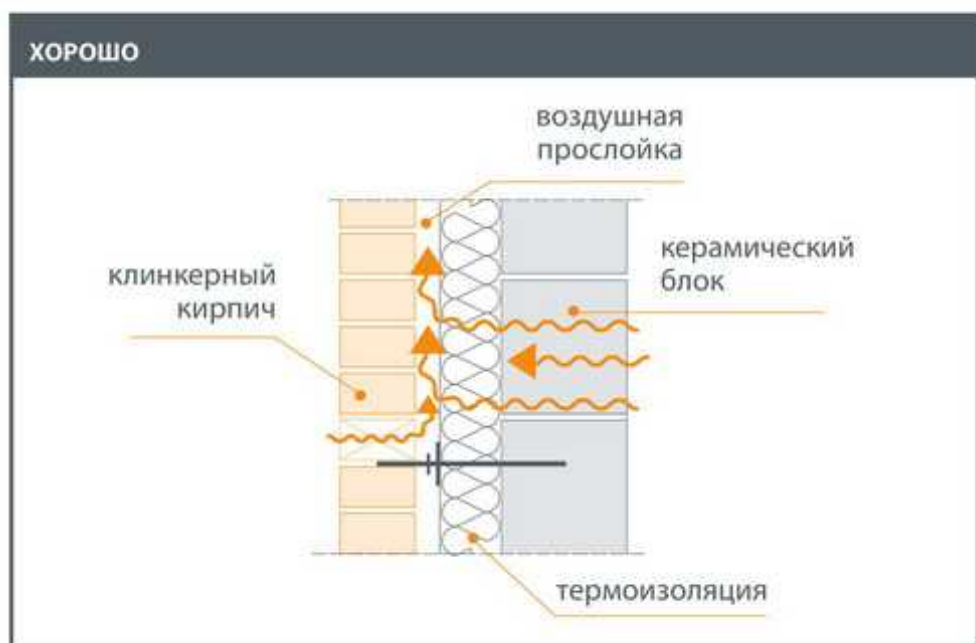 ХОРОШО
воздушная
прослойка
керамический
блок
клинкерный
кирпич
термоизоляция